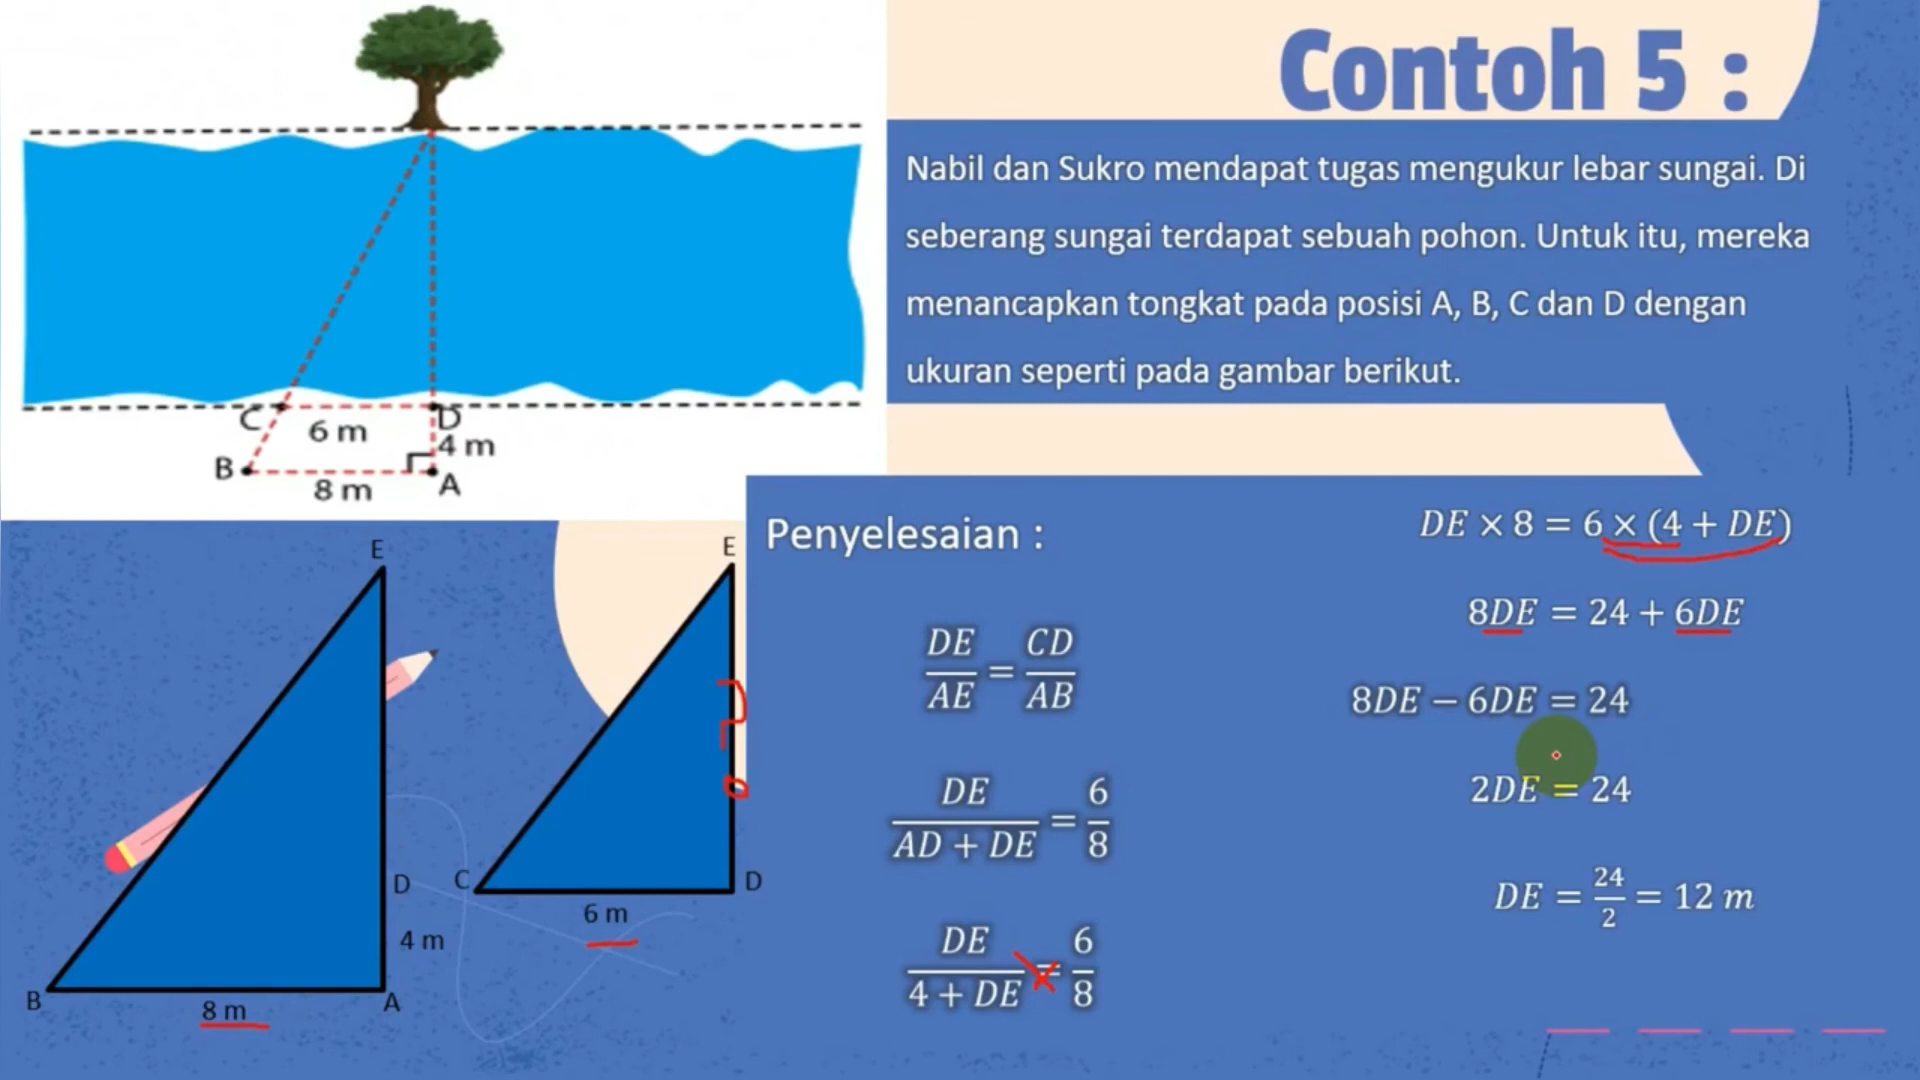 Contoh 5 :
Nabil dan Sukro mendapat tugas mengukur lebar sungai. Di
seberang sungai terdapat sebuah pohon. Untuk itu, mereka
menancapkan tongkat pada posisi A, B, C dan D dengan
ukuran seperti pada gambar berikut.
C
6 m
D
4 m
B
8 m
A
E
D
4 m
B
8 m
A
E
C
D
6 m
Penyelesaian :
DE/AE = CD/AB
DE/(AD + DE) = 6/8
DE/(4 + DE) = 6/8
DE × 8 = 6 × (4 + DE)
8DE = 24 + 6DE
8DE − 6DE = 24
2DE = 24
DE = 24/2 = 12 m